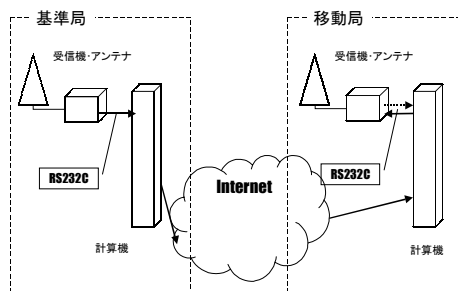 基準局
受信機・アンテナ
RS232C
計算機
Internet
移動局
受信機・アンテナ
RS232C
計算機